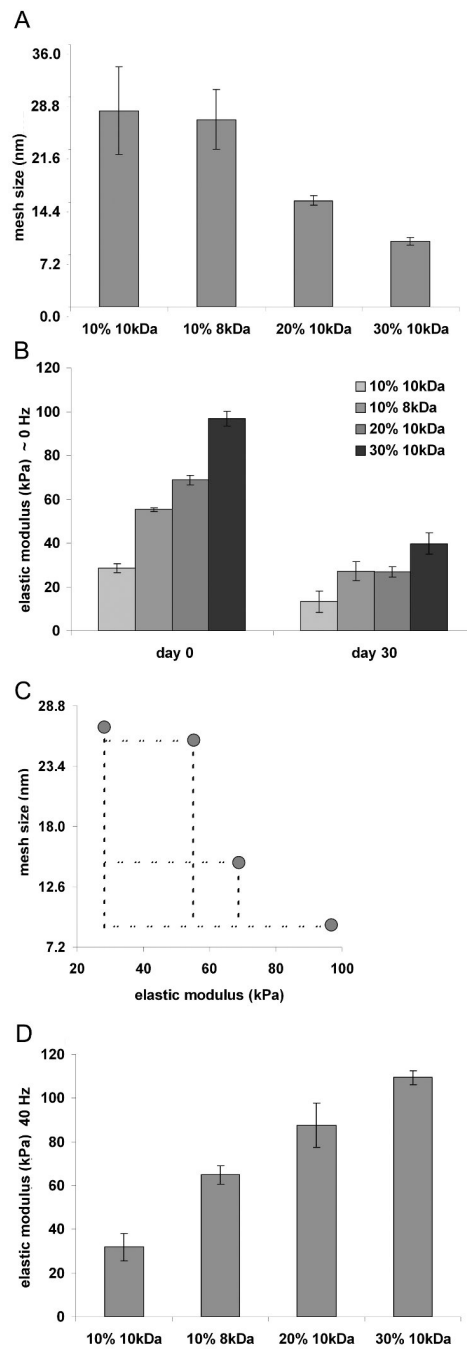 A
mesh size (nm)
36.0
28.8
21.6
14.4
7.2
0.0
10% 10kDa 10% 8kDa 20% 10kDa 30% 10kDa
B
elastic modulus (kPa) ~ 0 Hz
120
100
80
60
40
20
0
10% 10kDa
10% 8kDa
20% 10kDa
30% 10kDa
day 0 day 30
C
mesh size (nm)
28.8
23.4
18.0
12.6
7.2
20 40 60 80 100
elastic modulus (kPa)
D
elastic modulus (kPa) 40 Hz
120
100
80
60
40
20
0
10% 10kDa 10% 8kDa 20% 10kDa 30% 10kDa